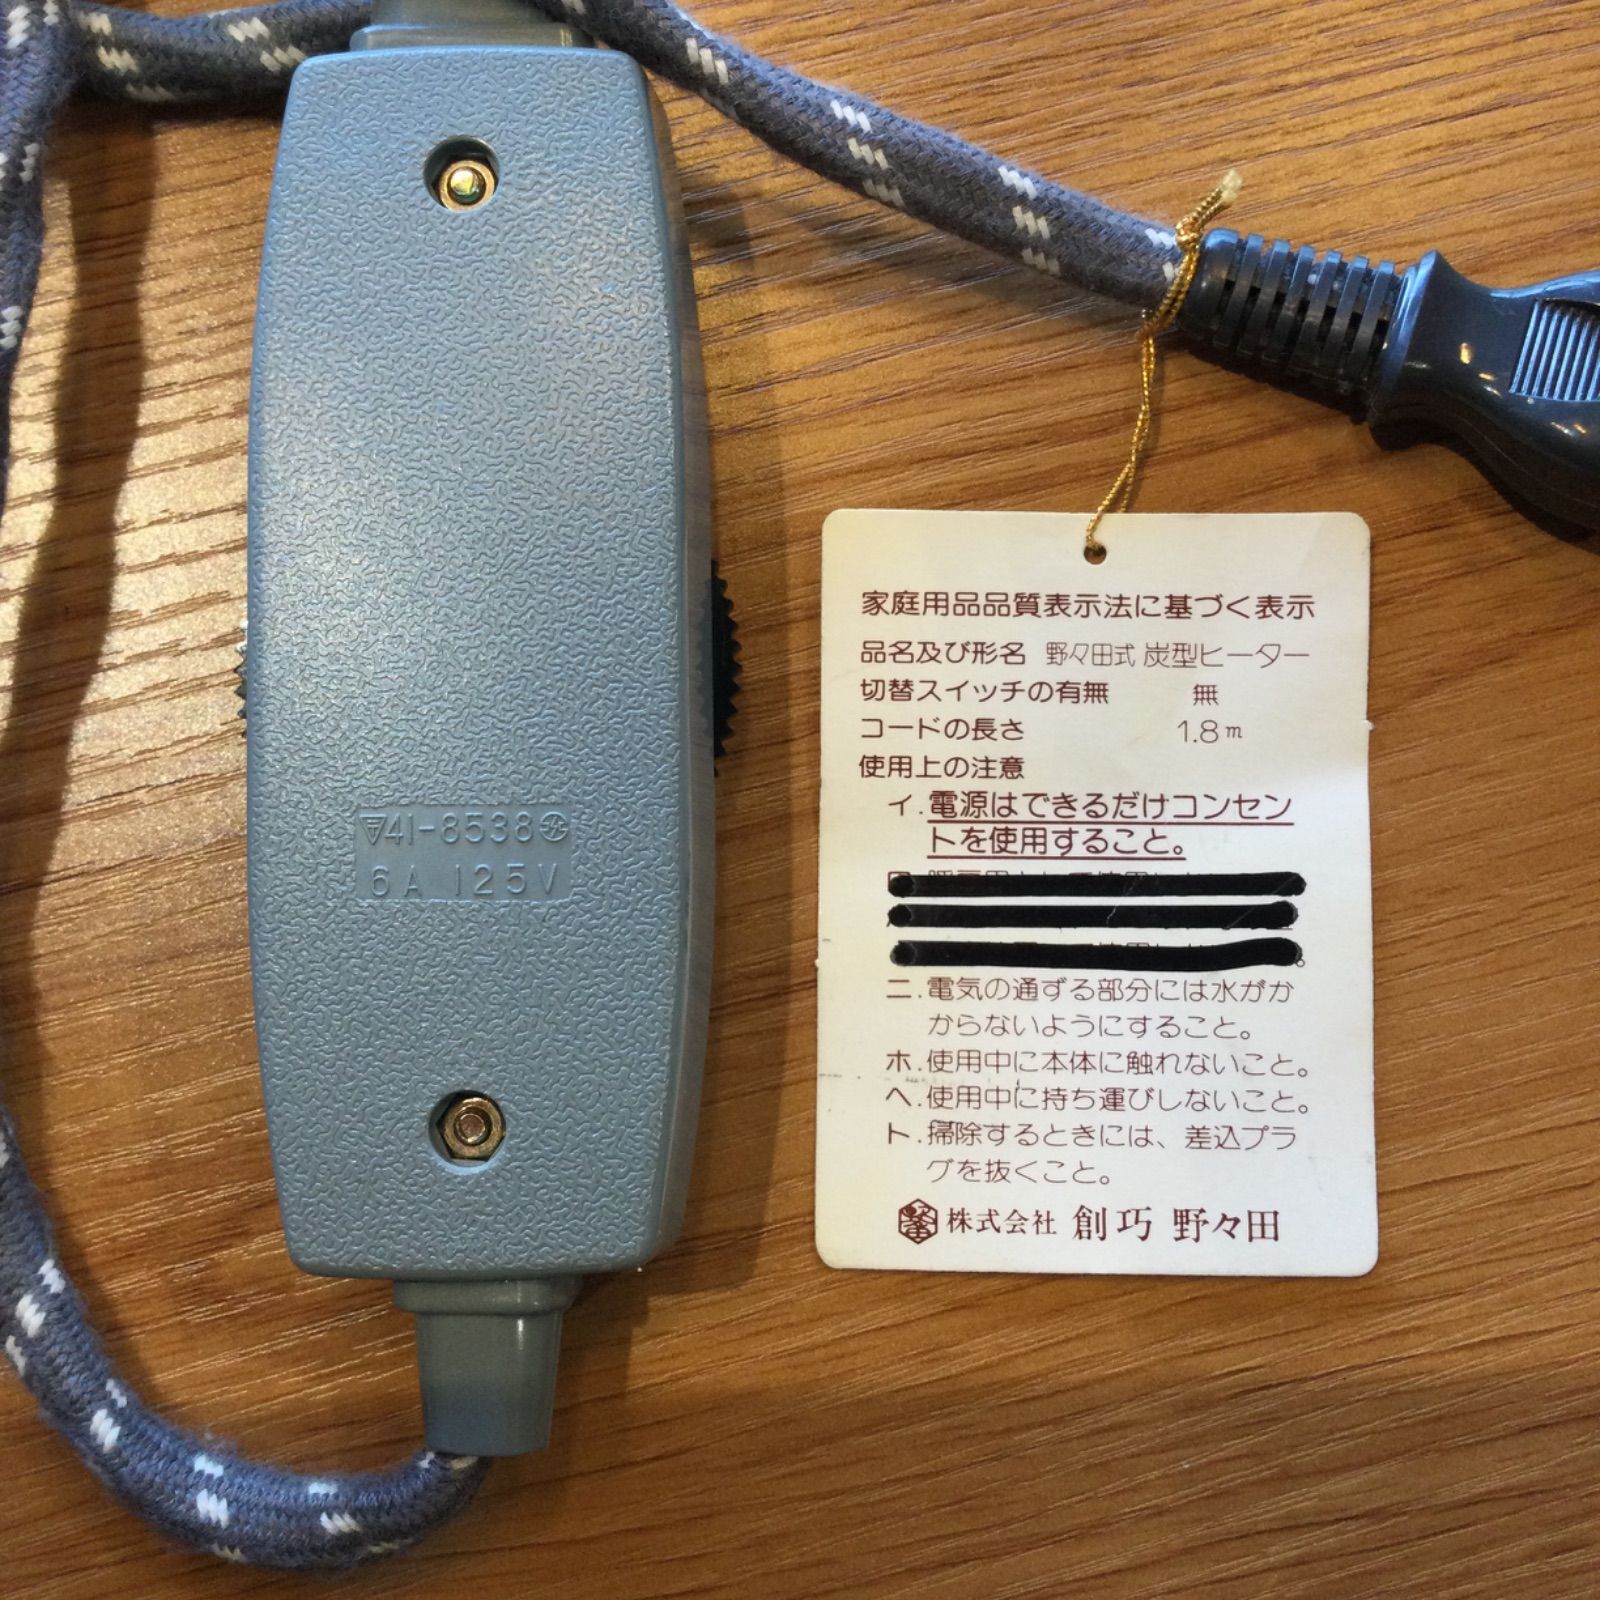 41-8538
6A 125V
家庭用品品質表示法に基づく表示
品名及び形名 野々田式 炭型ヒーター
切替スイッチの有無 無
コードの長さ 1.8m
使用上の注意
イ.電源はできるだけコンセン
トを使用すること。
ニ.電気の通ずる部分には水がか
からないようにすること。
ホ.使用中に本体に触れないこと。
ヘ.使用中に持ち運びしないこと。
ト.掃除するときには、差込プラ
グを抜くこと。
株式会社 創巧 野々田